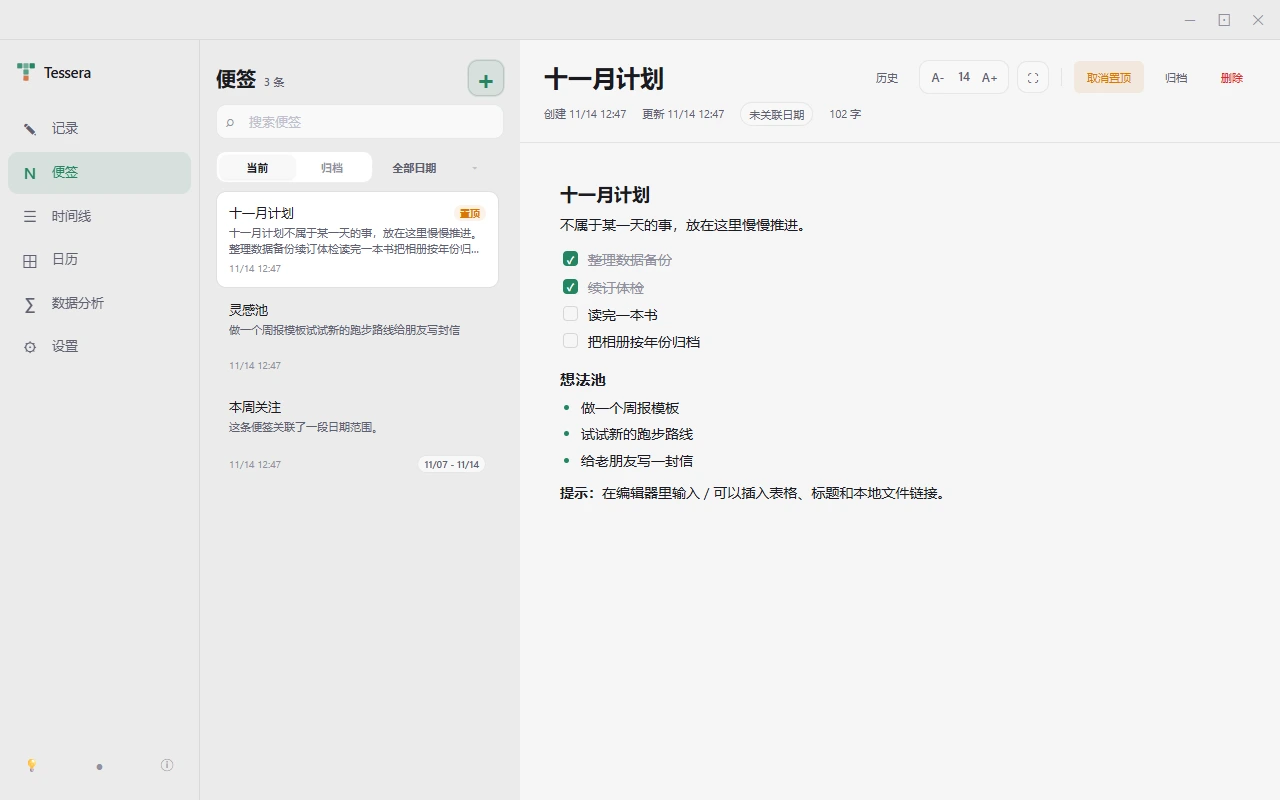 Tessera
记录
N 便签
时间线
日历
数据分析
设置
便签 3 条
+
搜索便签
当前 归档 全部日期
十一月计划 置顶
十一月计划不属于某一天的事，放在这里慢慢推进。
整理数据备份续订体检读完一本书把相册按年份归...
11/14 12:47
灵感池
做一个周报模板试试新的跑步路线给朋友写封信
11/14 12:47
本周关注
这条便签关联了一段日期范围。
11/14 12:47 11/07 - 11/14
十一月计划
历史 A- 14 A+ 取消置顶 归档 删除
创建 11/14 12:47 更新 11/14 12:47 未关联日期 102 字
十一月计划
不属于某一天的事，放在这里慢慢推进。
整理数据备份
续订体检
读完一本书
把相册按年份归档
想法池
做一个周报模板
试试新的跑步路线
给老朋友写一封信
提示：在编辑器里输入 / 可以插入表格、标题和本地文件链接。